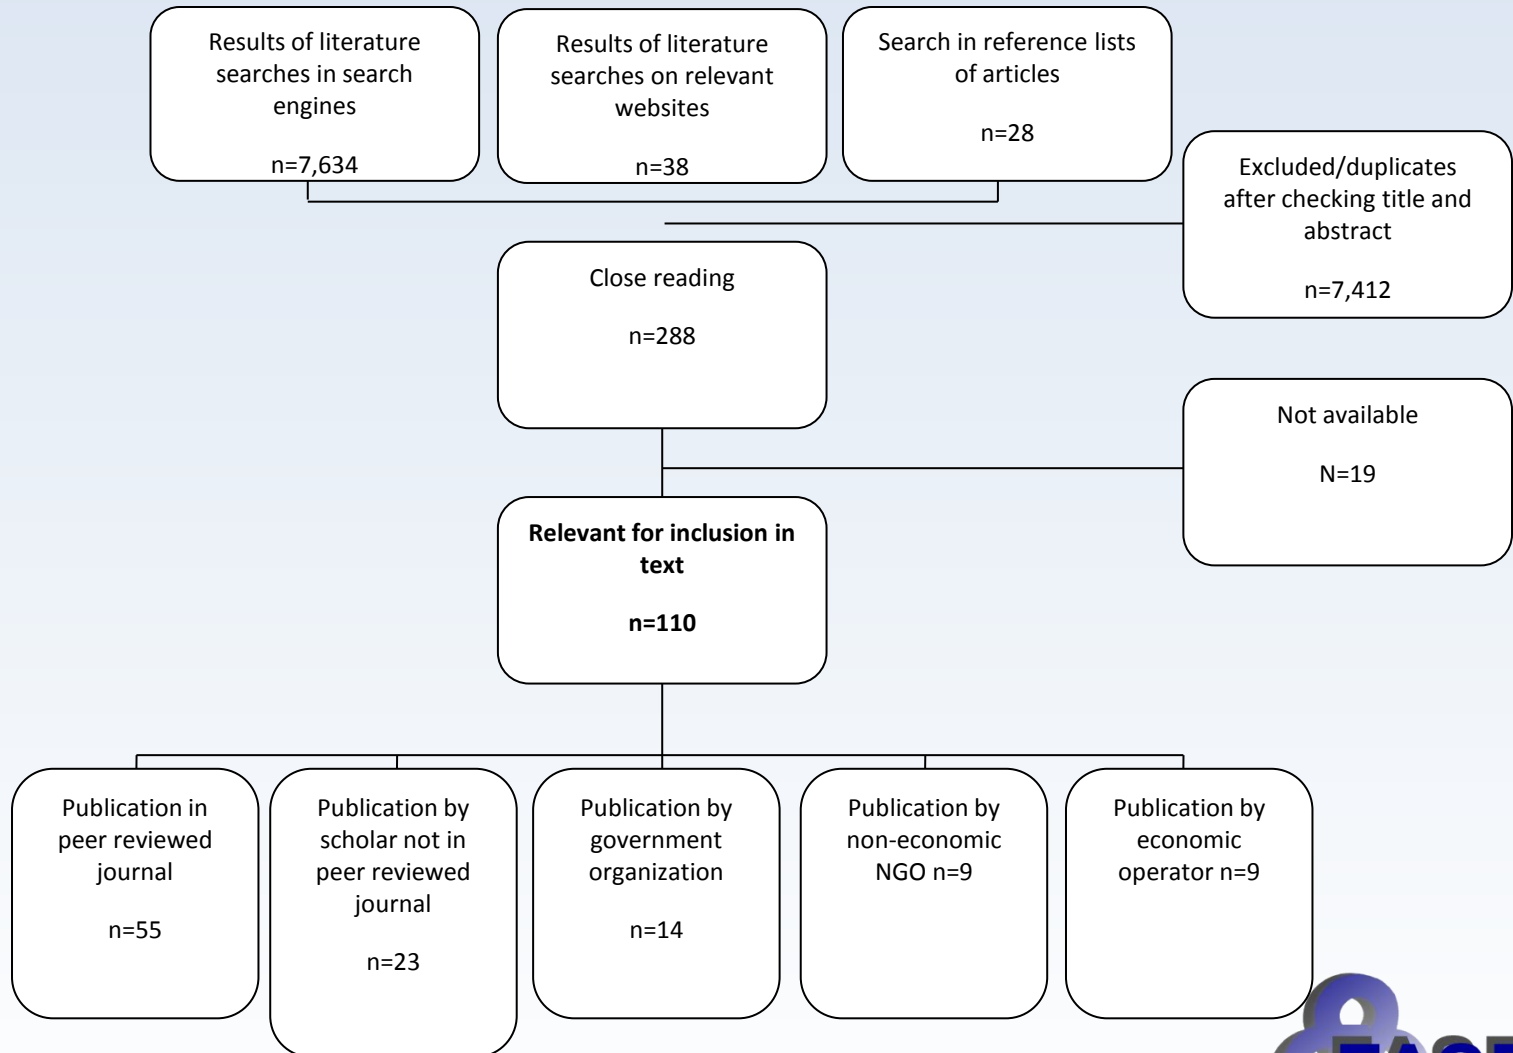 Results of literature
searches in search
engines
n=7,634
Results of literature
searches on relevant
websites
n=38
Search in reference lists
of articles
n=28
Excluded/duplicates
after checking title and
abstract
n=7,412
Close reading
n=288
Not available
N=19
Relevant for inclusion in
text
n=110
Publication in
peer reviewed
journal
n=55
Publication by
scholar not in
peer reviewed
journal
n=23
Publication by
government
organization
n=14
Publication by
non-economic
NGO n=9
Publication by
economic
operator n=9